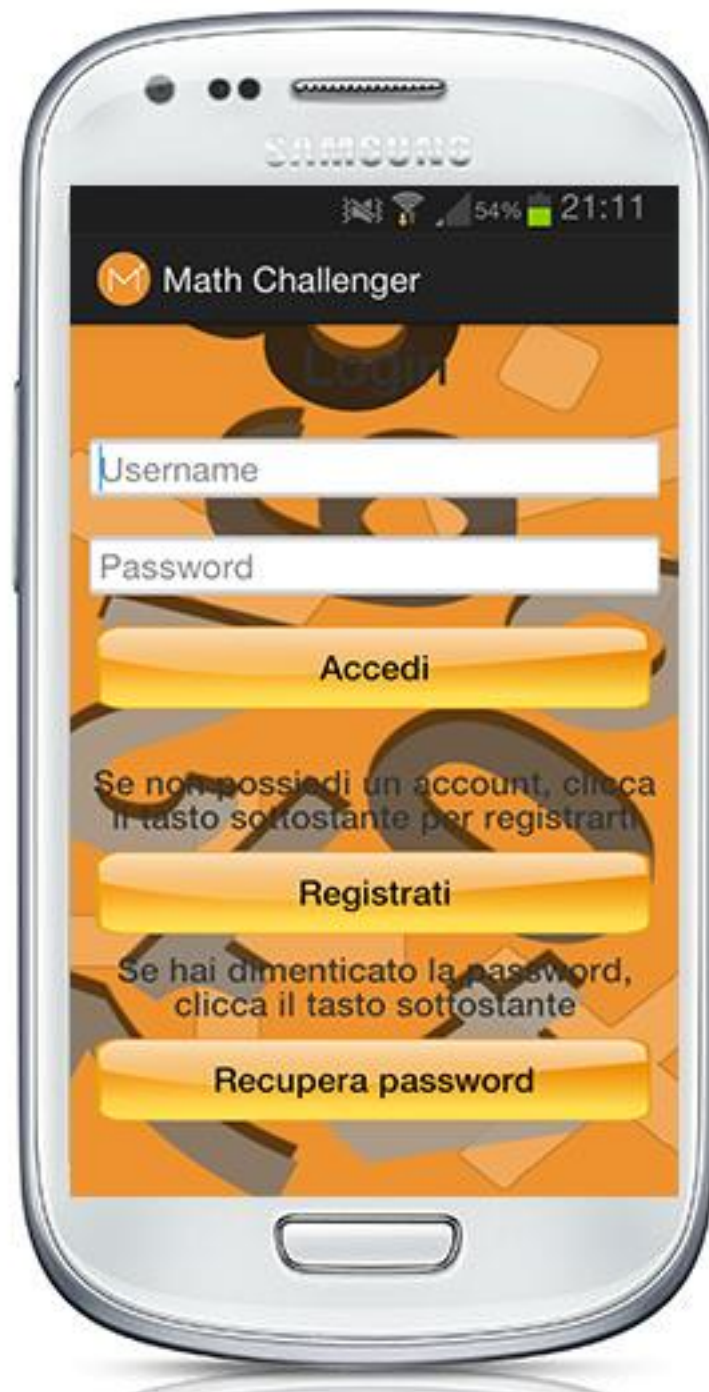 SAMSUNG
54% 21:11
Math Challenger
Login
Username
Password
Accedi
Se non possiedi un account, clicca
il tasto sottostante per registrarti
Registrati
Se hai dimenticato la password,
clicca il tasto sottostante
Recupera password